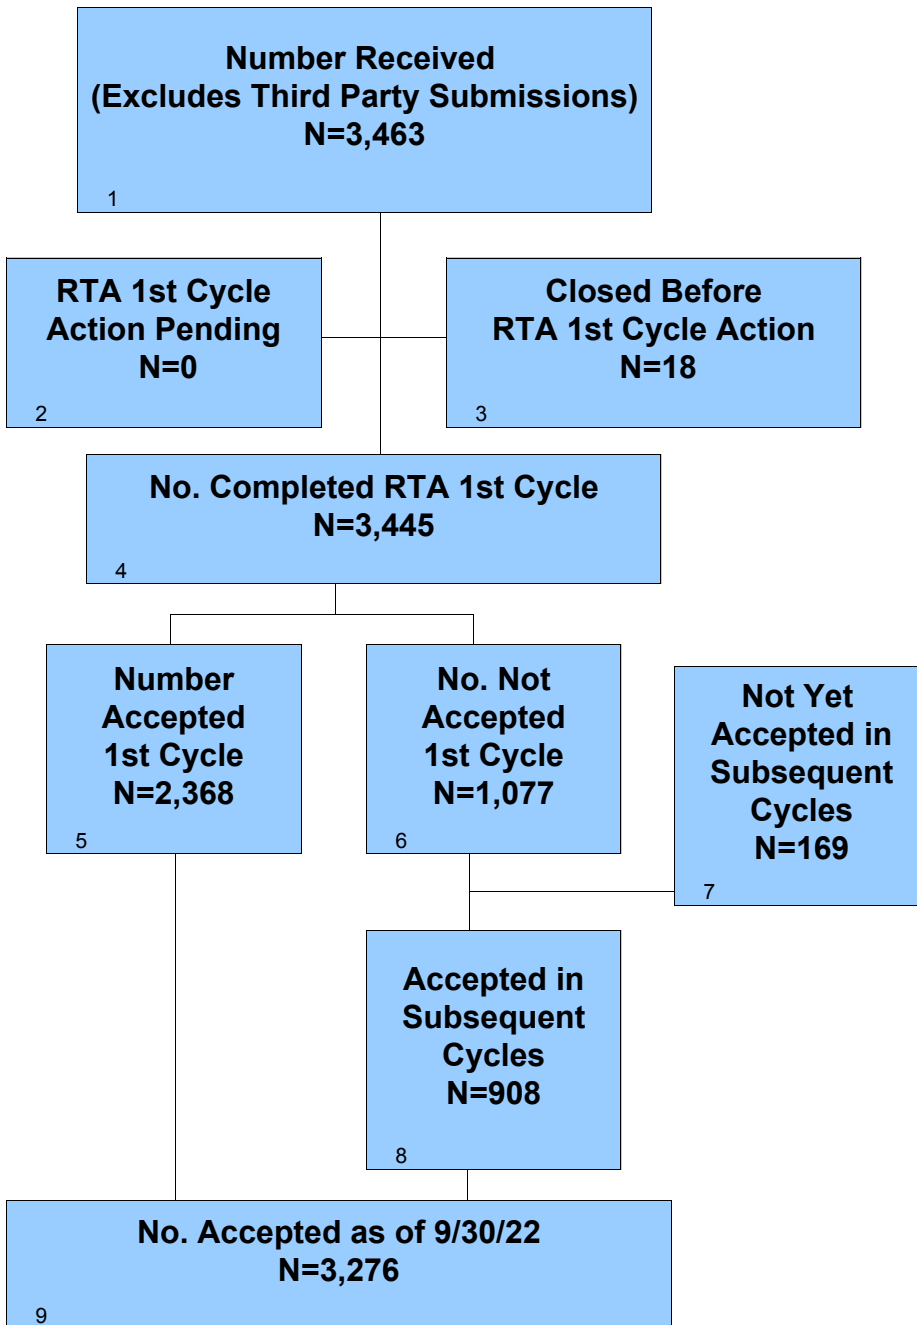 Number Received
(Excludes Third Party Submissions)
N=3,463
1
RTA 1st Cycle
Action Pending
N=0
2
Closed Before
RTA 1st Cycle Action
N=18
3
No. Completed RTA 1st Cycle
N=3,445
4
Number
Accepted
1st Cycle
N=2,368
5
No. Not
Accepted
1st Cycle
N=1,077
6
Not Yet
Accepted in
Subsequent
Cycles
N=169
7
Accepted in
Subsequent
Cycles
N=908
8
No. Accepted as of 9/30/22
N=3,276
9